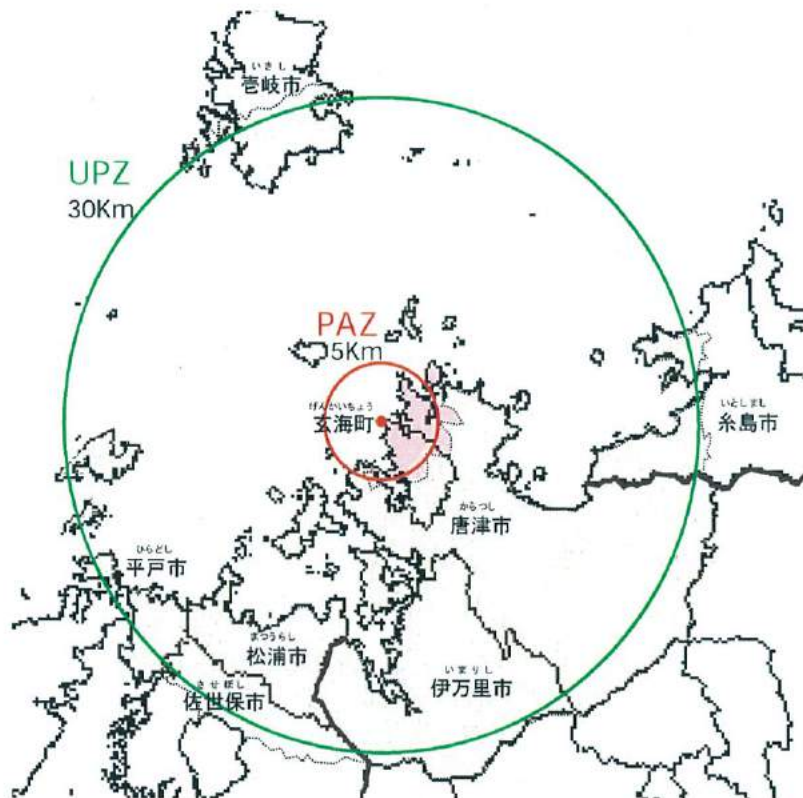 いきし
壱岐市
UPZ
30Km
PAZ
5Km
げんかいちょう
玄海町
いとしまし
糸島市
からつし
唐津市
ひらどし
平戸市
まつうらし
松浦市
いまりし
伊万里市
させぼし
佐世保市